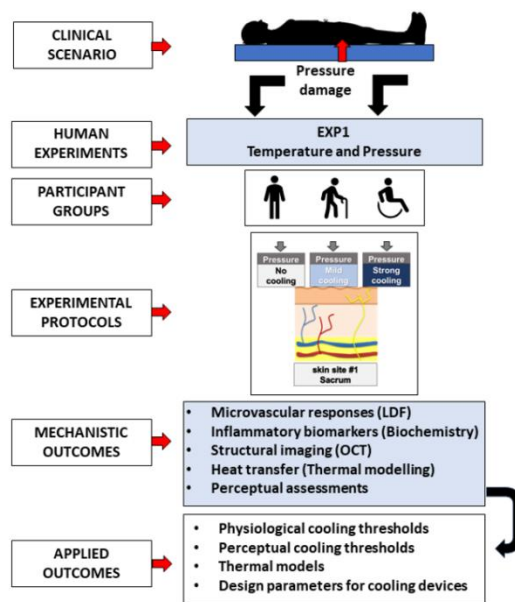 CLINICAL
SCENARIO
Pressure
damage
HUMAN
EXPERIMENTS
EXP1
Temperature and Pressure
PARTICIPANT
GROUPS
EXPERIMENTAL
PROTOCOLS
Pressure
No
cooling
Pressure
Mild
cooling
Pressure
Strong
cooling
skin site #1
Sacrum
MECHANISTIC
OUTCOMES
• Microvascular responses (LDF)
• Inflammatory biomarkers (Biochemistry)
• Structural imaging (OCT)
• Heat transfer (Thermal modelling)
• Perceptual assessments
APPLIED
OUTCOMES
• Physiological cooling thresholds
• Perceptual cooling thresholds
• Thermal models
• Design parameters for cooling devices